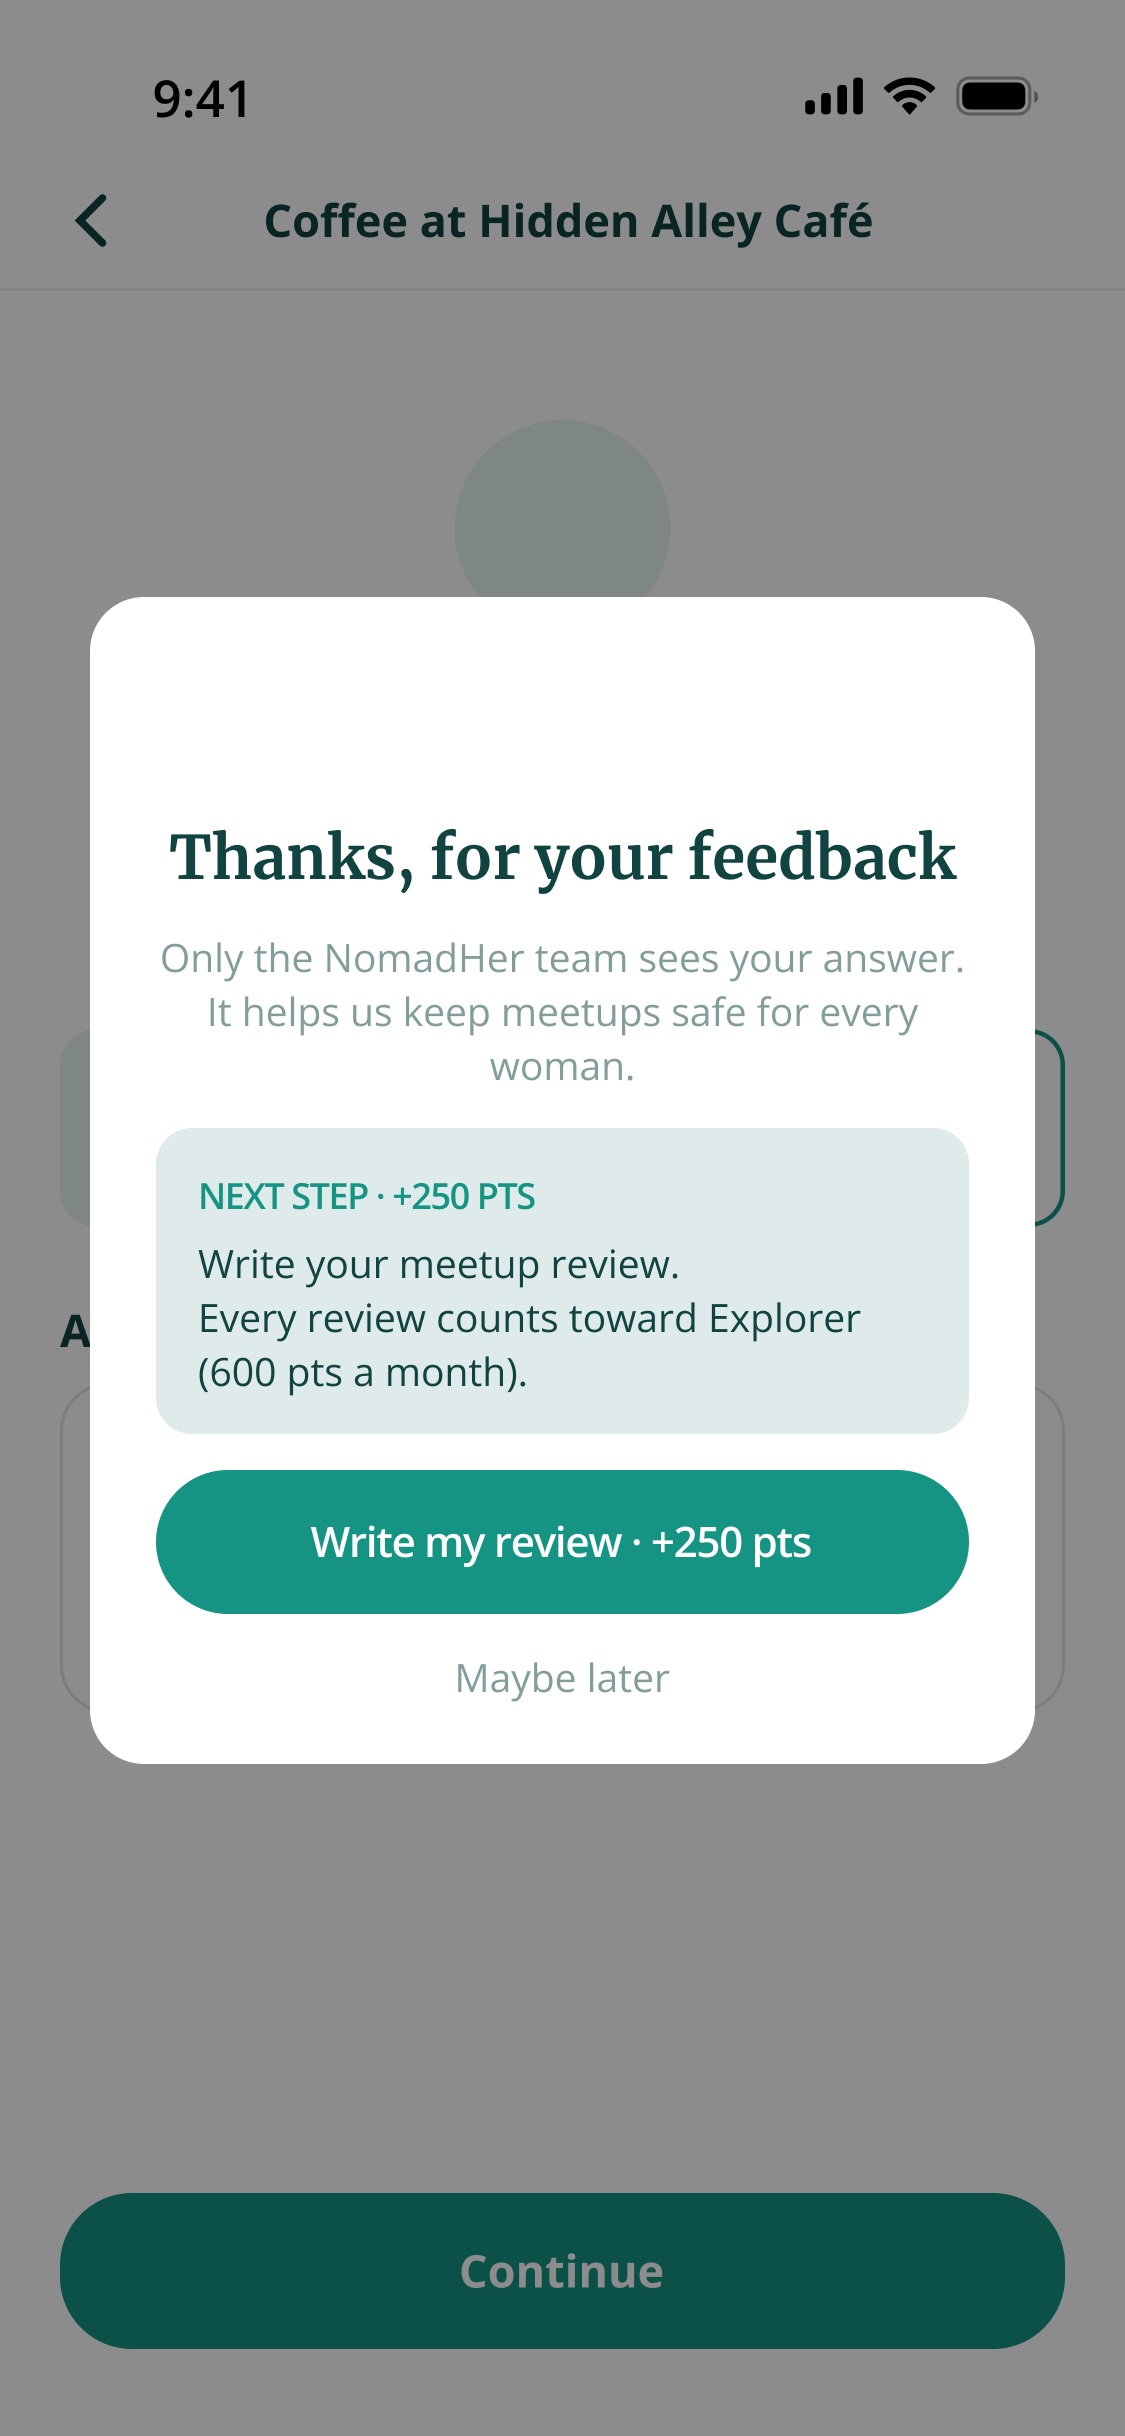 9:41
Coffee at Hidden Alley Café
Thanks, for your feedback
Only the NomadHer team sees your answer.
It helps us keep meetups safe for every
woman.
NEXT STEP · +250 PTS
Write your meetup review.
Every review counts toward Explorer
(600 pts a month).
A
Write my review · +250 pts
Maybe later
Continue